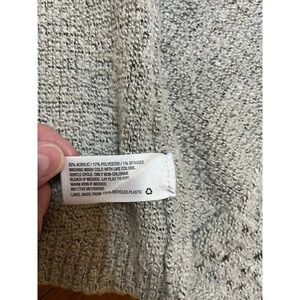 82% ACRYLIC / 17% POLYESTER / 1% SPANDEX
MACHINE WASH COLD WITH LIKE COLORS.
GENTLE CYCLE. ONLY NON-CHLORINE
BLEACH IF NEEDED. LAY FLAT TO DRY.
WARM IRON IF NEEDED.
LABEL MADE FROM 100% RECYCLED PLASTIC